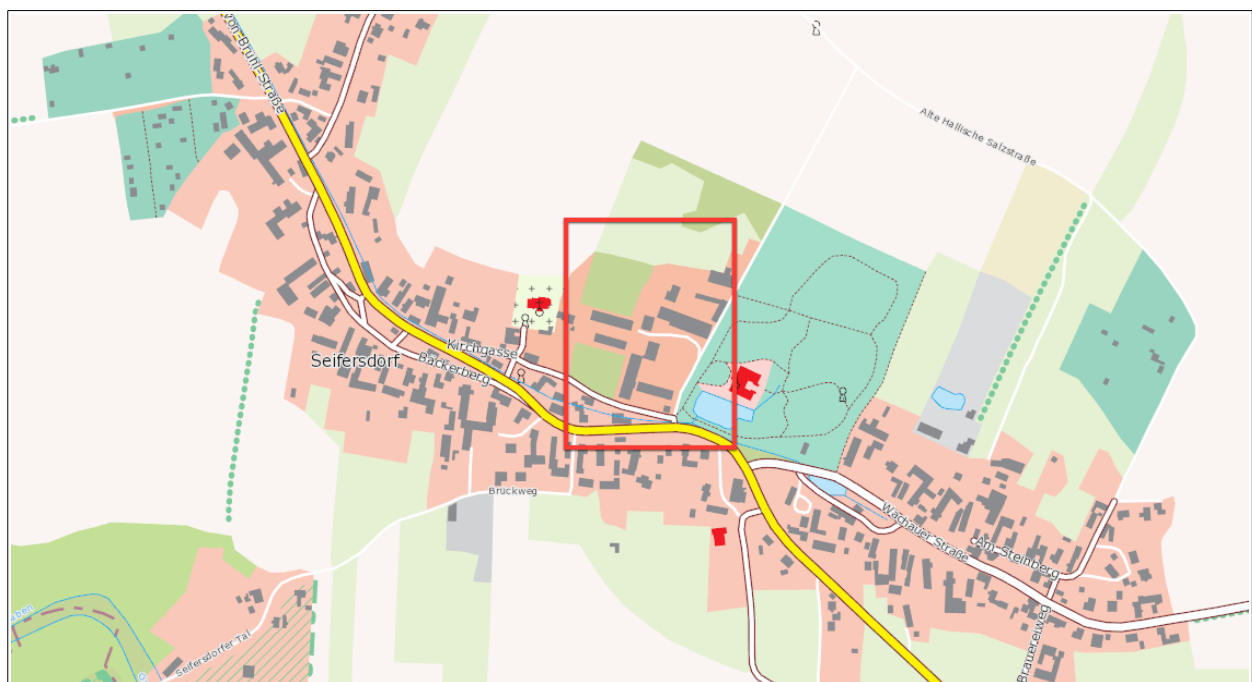 von-Brühl-Straße
Alte Hallische Salzstraße
Kirchgasse
Seifersdorf
Bäckerberg
Brückweg
Wachauer Straße
Am Steinberg
Brauereiweg
Seifersdorfer Tal